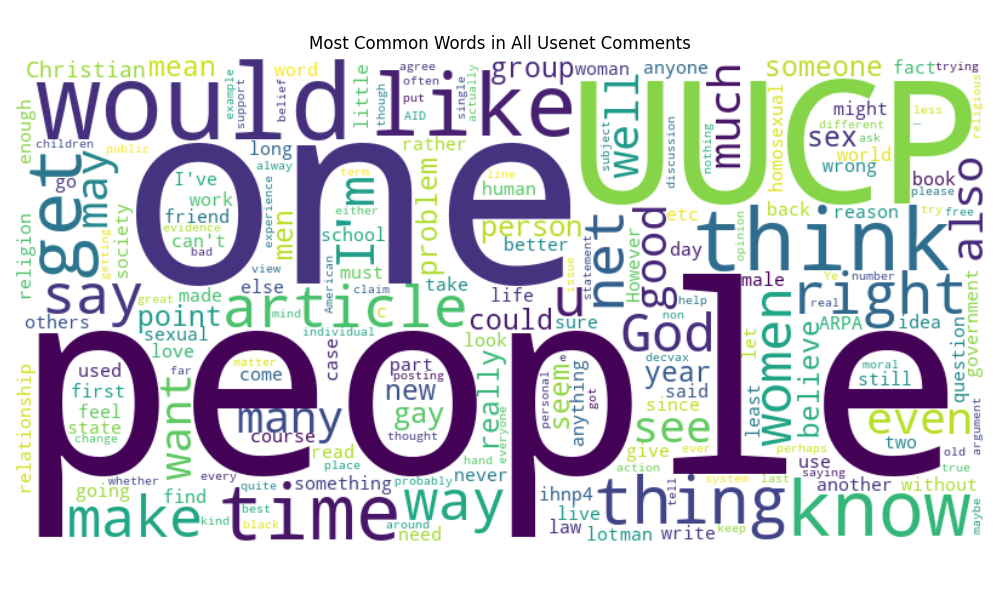 Most Common Words in All Usenet Comments
Christian mean example support word belief little though agree often put AID single actually group woman anyone someone fact trying
would like UUCP
enough children public long alway rather well subject discussion nothing much homosexual might different less — sex ask world wrong book please religious
get go may I've work friend can't evidence bad one experience men term either school I'm must problem line human person better etc back reason try free also
religion getting society say great made else view American claim take life However good day opinion think male Ye number government
others point sexual love article mind individual c could u sure issue statement net non help God real right ARPA idea
relationship used first feel state change far want matter come many course case part posting new gay thought look really everyone seem e personal anything got decvax year said since see let least women believe moral still even two question argument old
people
whether going every quite read place something probably never hand give action ever system last perhaps use saying another without true
make find kind best black time around way need ihnp4 live law lotman thing tell write keep know maybe